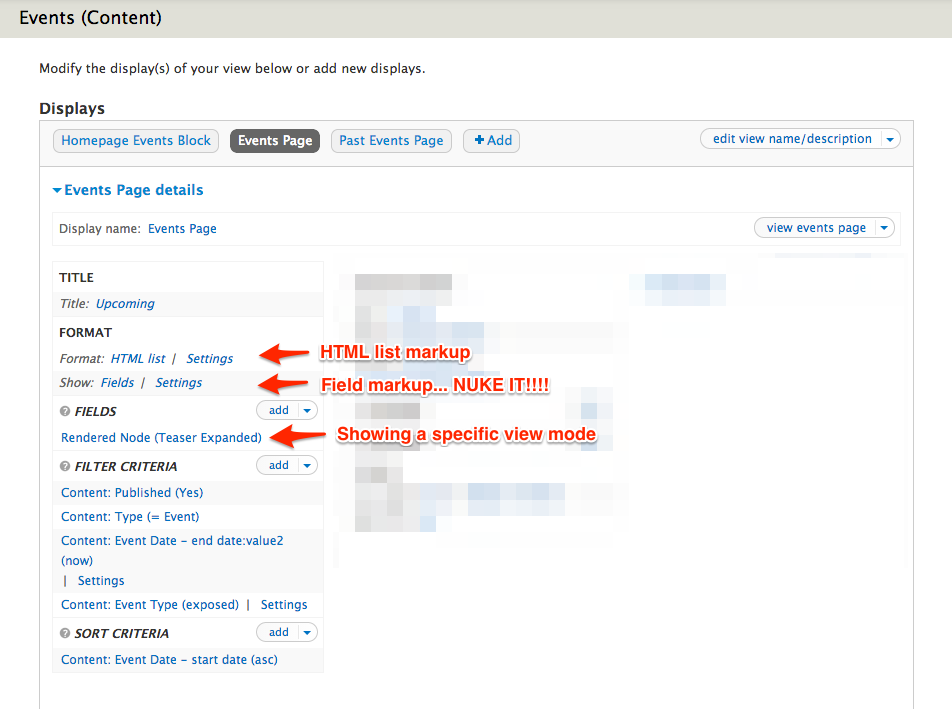 Events (Content)
Modify the display(s) of your view below or add new displays.
Displays
Homepage Events Block Events Page Past Events Page +Add edit view name/description
Events Page details
Display name: Events Page view events page
TITLE
Title: Upcoming
FORMAT
Format: HTML list | Settings HTML list markup
Show: Fields | Settings Field markup... NUKE IT!!!!
? FIELDS add
Rendered Node (Teaser Expanded) Showing a specific view mode
? FILTER CRITERIA add
Content: Published (Yes)
Content: Type (= Event)
Content: Event Date - end date:value2
(now)
| Settings
Content: Event Type (exposed) | Settings
? SORT CRITERIA add
Content: Event Date - start date (asc)